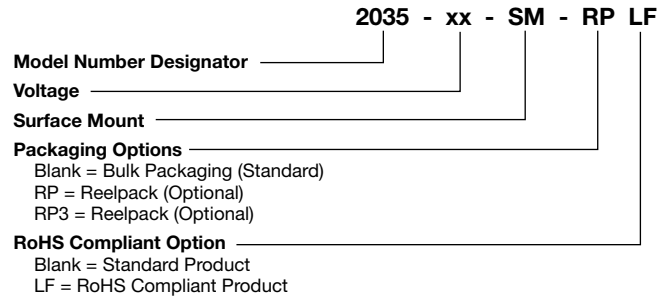 2035 - xx - SM - RP LF
Model Number Designator
Voltage
Surface Mount
Packaging Options
Blank = Bulk Packaging (Standard)
RP = Reelpack (Optional)
RP3 = Reelpack (Optional)
RoHS Compliant Option
Blank = Standard Product
LF = RoHS Compliant Product